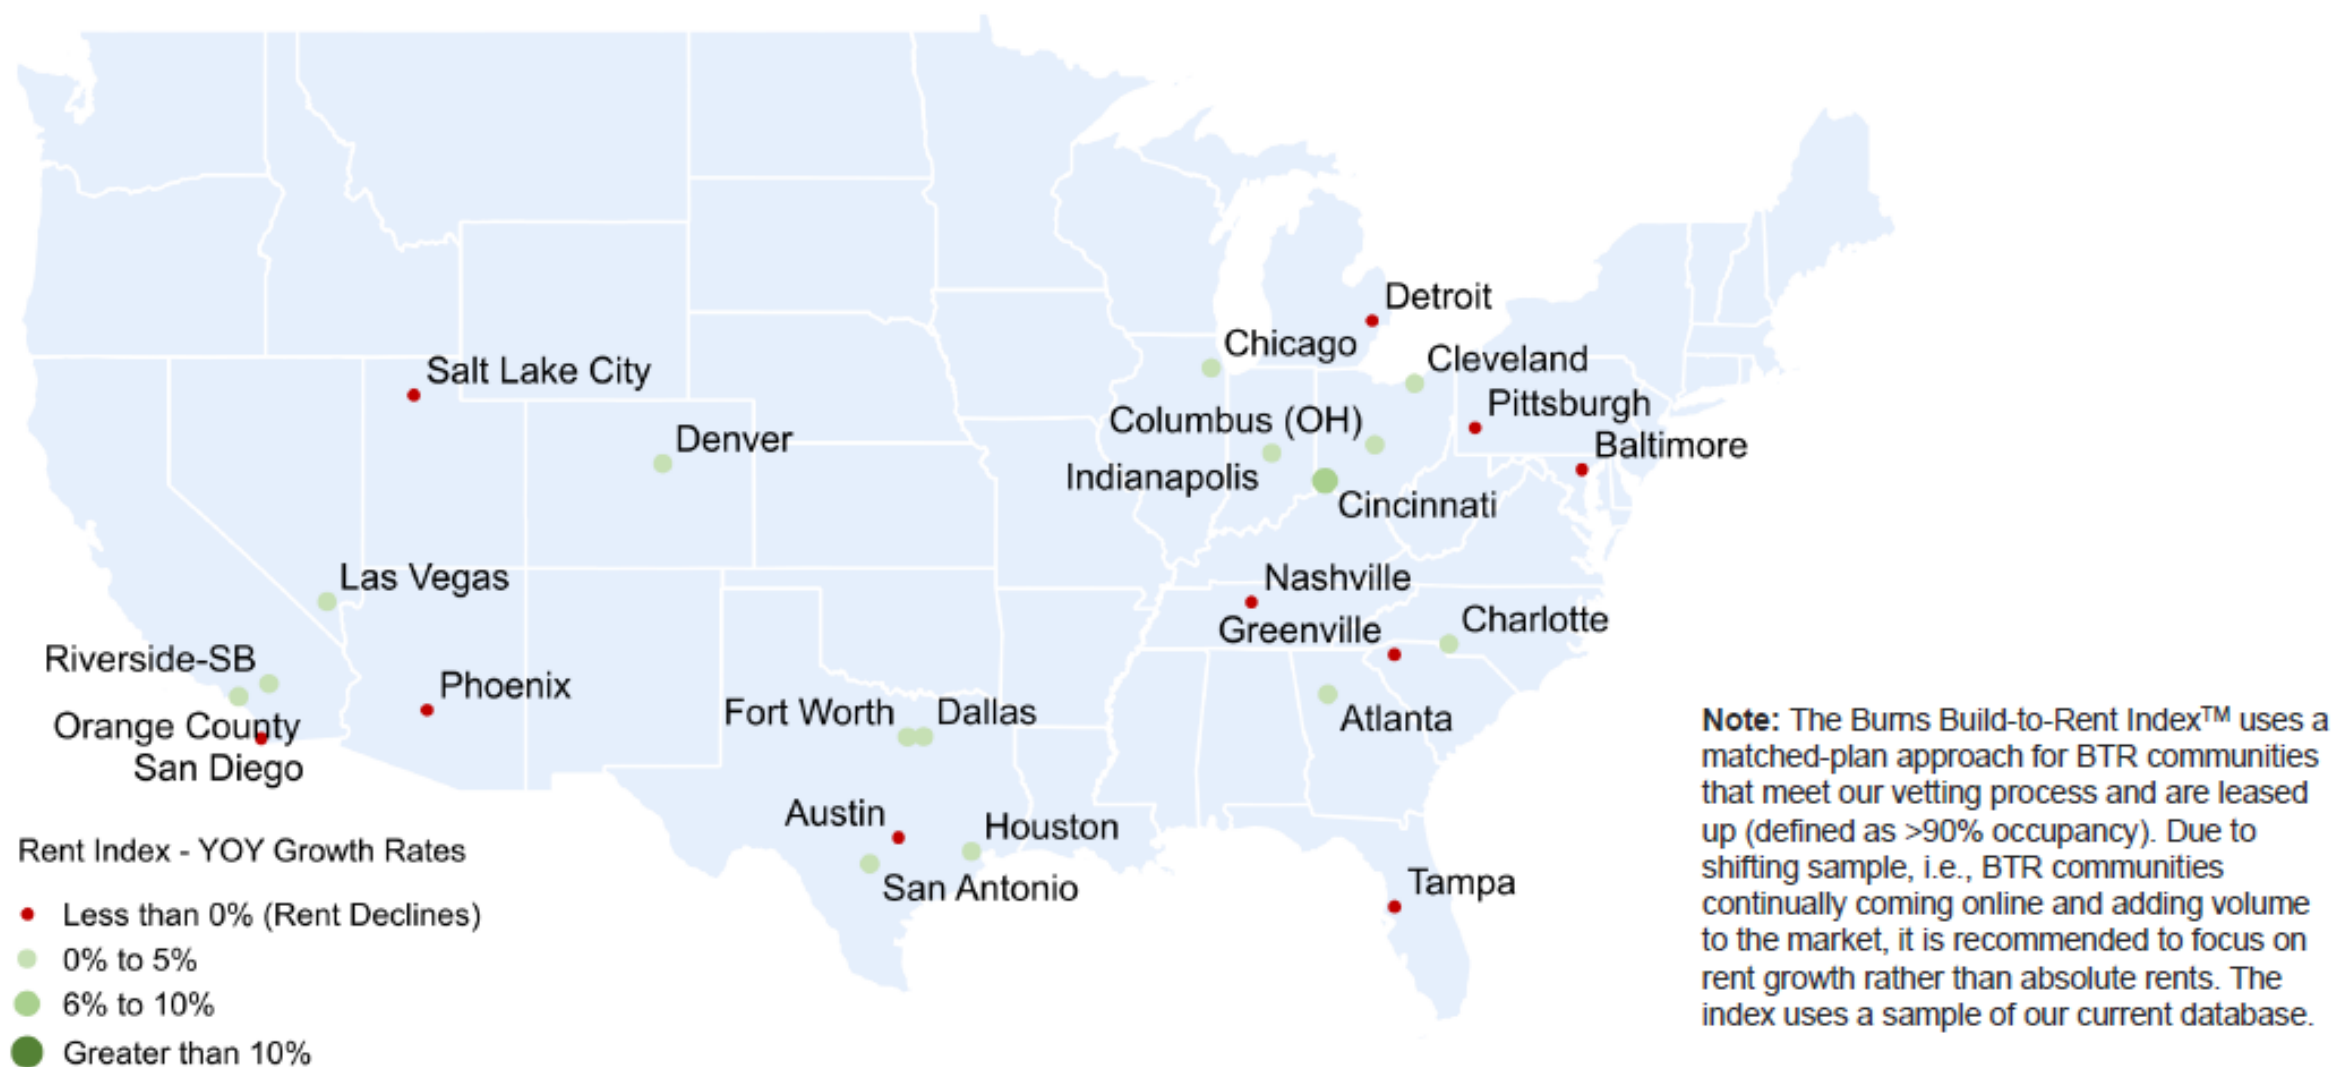 Detroit
Chicago
Cleveland
Salt Lake City
Pittsburgh
Columbus (OH)
Denver
Baltimore
Indianapolis
Cincinnati
Las Vegas
Nashville
Charlotte
Greenville
Riverside-SB
Phoenix
Fort Worth
Dallas
Atlanta
Orange County
San Diego
Austin
Houston
San Antonio
Tampa
Rent Index - YOY Growth Rates
Less than 0% (Rent Declines)
0% to 5%
6% to 10%
Greater than 10%
Note: The Burns Build-to-Rent Index™ uses a
matched-plan approach for BTR communities
that meet our vetting process and are leased
up (defined as >90% occupancy). Due to
shifting sample, i.e., BTR communities
continually coming online and adding volume
to the market, it is recommended to focus on
rent growth rather than absolute rents. The
index uses a sample of our current database.